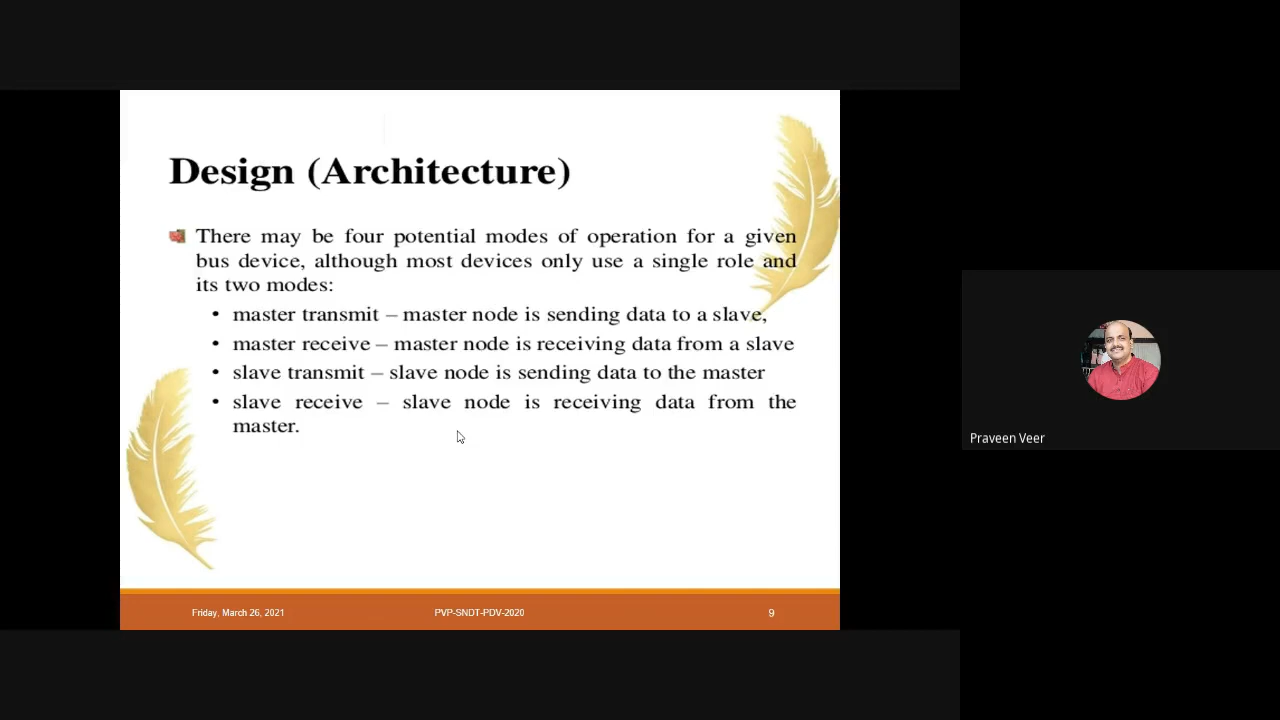 Design (Architecture)
There may be four potential modes of operation for a given
bus device, although most devices only use a single role and
its two modes:
• master transmit – master node is sending data to a slave,
• master receive – master node is receiving data from a slave
• slave transmit – slave node is sending data to the master
• slave receive – slave node is receiving data from the
master.
Friday, March 26, 2021
PVP-SNDT-PDV-2020
9
Praveen Veer